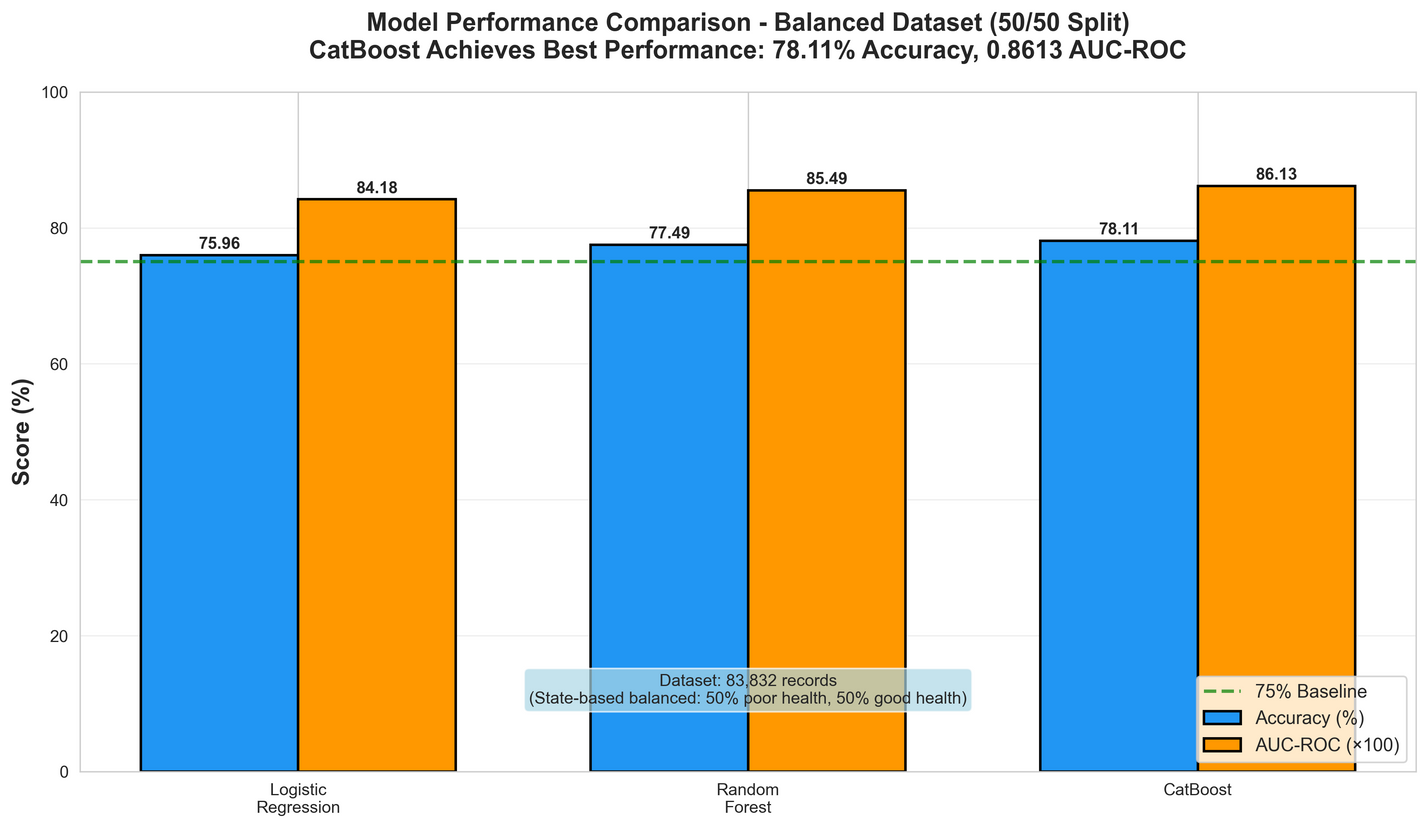 Model Performance Comparison - Balanced Dataset (50/50 Split)
CatBoost Achieves Best Performance: 78.11% Accuracy, 0.8613 AUC-ROC
Score (%)
100
80
60
40
20
0
75.96
84.18
77.49
85.49
78.11
86.13
Dataset: 83,832 records
(State-based balanced: 50% poor health, 50% good health)
75% Baseline
Accuracy (%)
AUC-ROC (×100)
Logistic
Regression
Random
Forest
CatBoost